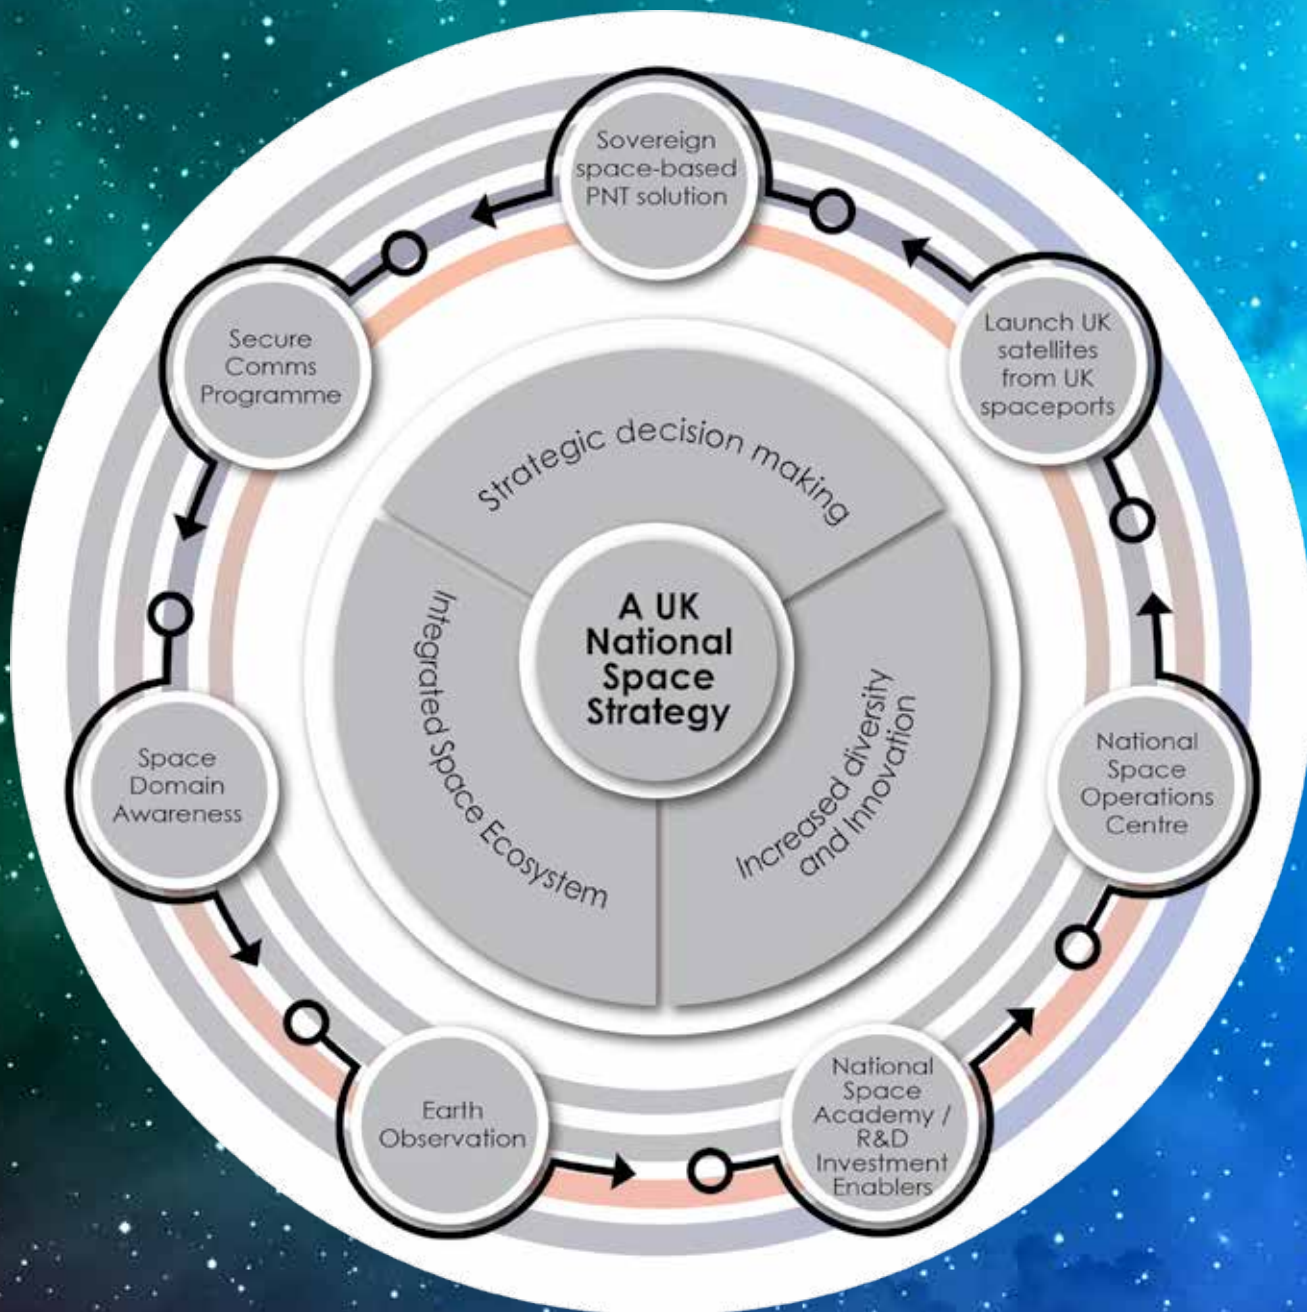 Sovereign
space-based
PNT solution
Launch UK
satellites
from UK
spaceports
Secure
Comms
Programme
Strategic decision making
A UK
National
Space
Strategy
Integrated Space Ecosystem
Increased diversity
and Innovation
Space
Domain
Awareness
National
Space
Operations
Centre
Earth
Observation
National
Space
Academy /
R&D
Investment
Enablers